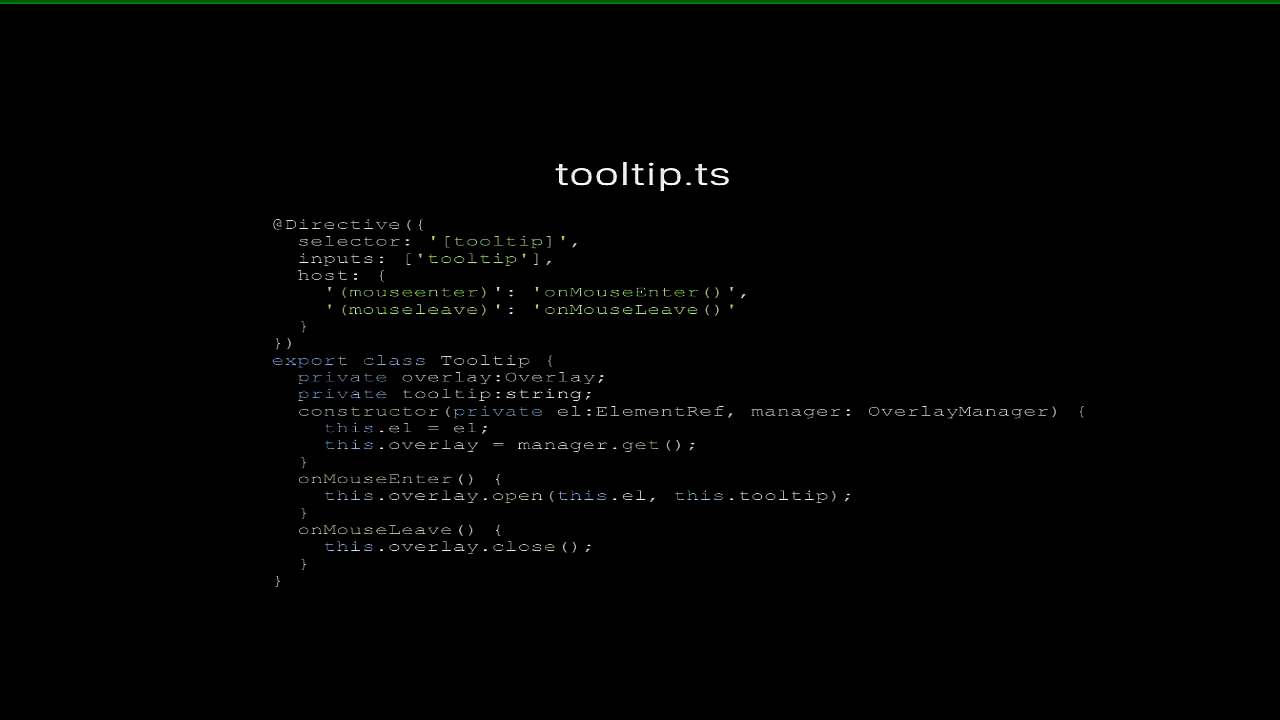 tooltip.ts
@Directive({
  selector: '[tooltip]',
  inputs: ['tooltip'],
  host: {
    '(mouseenter)': 'onMouseEnter()',
    '(mouseleave)': 'onMouseLeave()'
  }
})
export class Tooltip {
  private overlay:Overlay;
  private tooltip:string;
  constructor(private el:ElementRef, manager: OverlayManager) {
    this.el = el;
    this.overlay = manager.get();
  }
  onMouseEnter() {
    this.overlay.open(this.el, this.tooltip);
  }
  onMouseLeave() {
    this.overlay.close();
  }
}